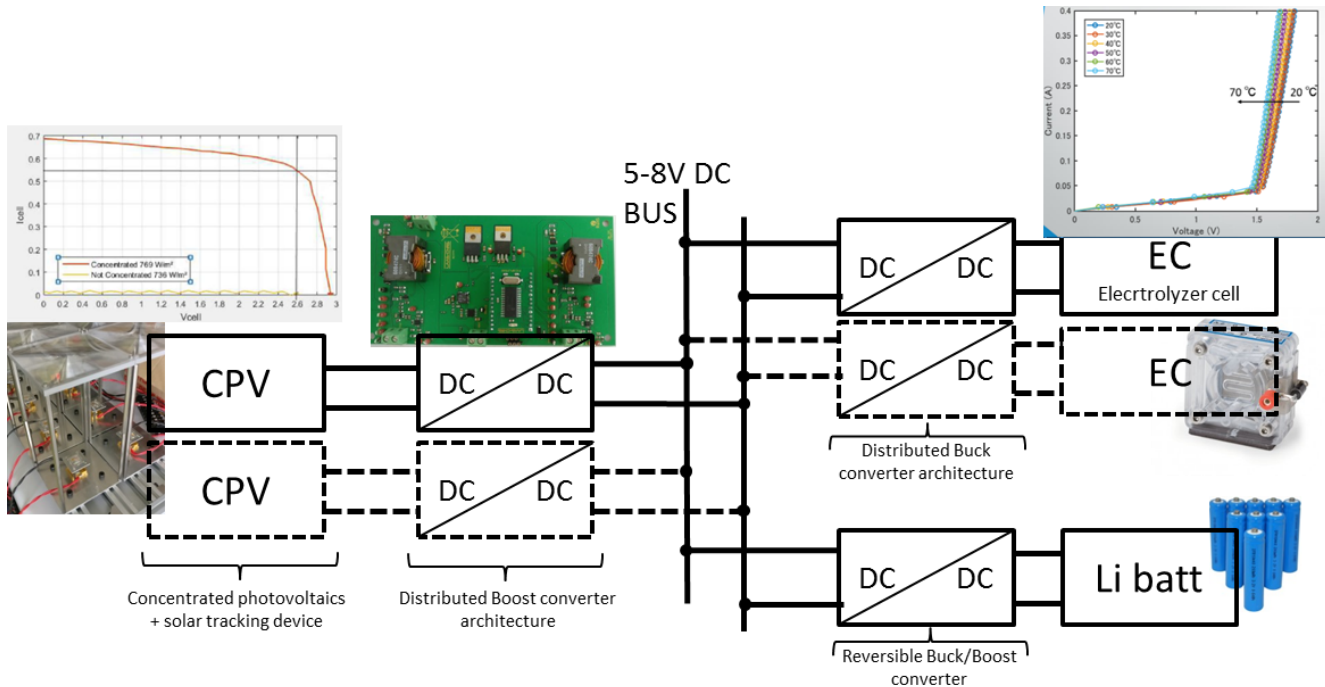 0.4
0.35
0.3
0.25
0.2
0.15
0.1
0.05
0
Current (A)
20°C
30°C
40°C
50°C
60°C
70°C
70 °C
20 °C
0.5
1
1.5
2
Voltage (V)
0.7
0.6
0.5
0.4
0.3
0.2
0.1
0
Icell
Concentrated 769 W/m²
Not Concentrated 736 W/m²
0 0.2 0.4 0.6 0.8 1 1.2 1.4 1.6 1.8 2 2.2 2.4 2.6 2.8 3
Vcell
5-8V DC
BUS
DC
DC
EC
Elecrtrolyzer cell
CPV
DC
DC
DC
DC
EC
Distributed Buck
converter architecture
CPV
DC
DC
Concentrated photovoltaics
+ solar tracking device
Distributed Boost converter
architecture
DC
DC
Li batt
Reversible Buck/Boost
converter